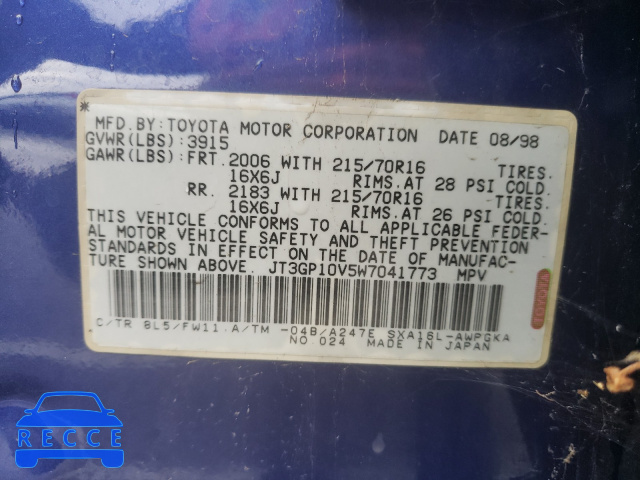 MFD. BY: TOYOTA MOTOR CORPORATION DATE 08/98
GVWR(LBS): 3915
GAWR(LBS): FRT. 2006 WITH 215/70R16 TIRES.
16X6J RIMS. AT 28 PSI COLD.
RR. 2183 WITH 215/70R16 TIRES.
16X6J RIMS. AT 26 PSI COLD.
THIS VEHICLE CONFORMS TO ALL APPLICABLE FEDER-
AL MOTOR VEHICLE SAFETY AND THEFT PREVENTION
STANDARDS IN EFFECT ON THE DATE OF MANUFAC-
TURE SHOWN ABOVE. JT3GP10V5W7041773 MPV
C/TR 8L5/FW11.A/TM -04B/A247E SXA16L-AWPGKA
NO. 024 MADE IN JAPAN
TOYOTA
RECCE